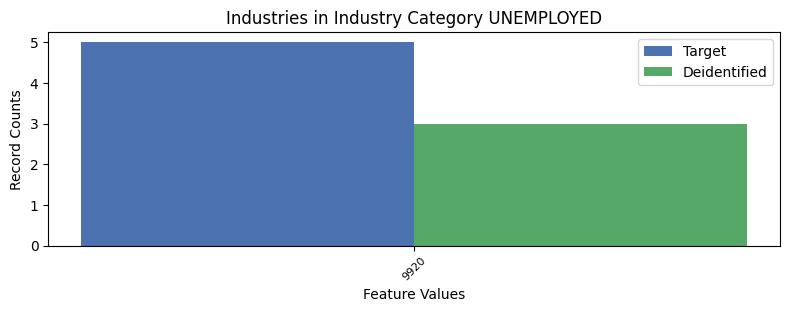 Industries in Industry Category UNEMPLOYED
Target
Deidentified
Record Counts
5
4
3
2
1
0
9920
Feature Values